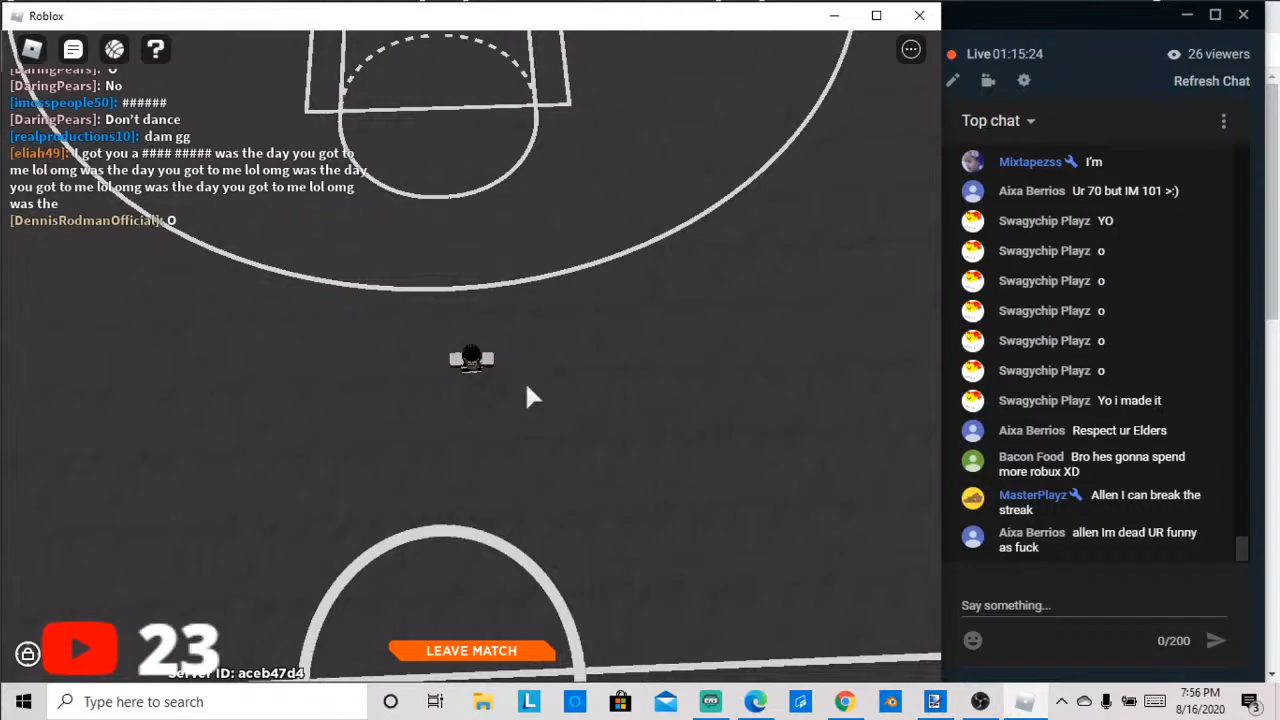 Roblox
[DaringPears]: O
[DaringPears]: No
[imosspeople50]: ######
[DaringPears]: Don't dance
[realproductions10]: dam gg
[eliah49]: I got you a #### ##### was the day you got to
me lol omg was the day you got to me lol omg was the day
you got to me lol omg was the day you got to me lol omg
was the
[DennisRodmanOfficial]: O
23
Server ID: aceb47d4
LEAVE MATCH
Live 01:15:24
26 viewers
Refresh Chat
Top chat
Mixtapezss I'm
Aixa Berrios Ur 70 but IM 101 >:)
Swagychip Playz YO
Swagychip Playz o
Swagychip Playz o
Swagychip Playz o
Swagychip Playz o
Swagychip Playz o
Swagychip Playz Yo i made it
Aixa Berrios Respect ur Elders
Bacon Food Bro hes gonna spend
more robux XD
MasterPlayz Allen I can break the
streak
Aixa Berrios allen Im dead UR funny
as fuck
Say something...
0/200
Type here to search
7:56 PM
8/16/2020
3